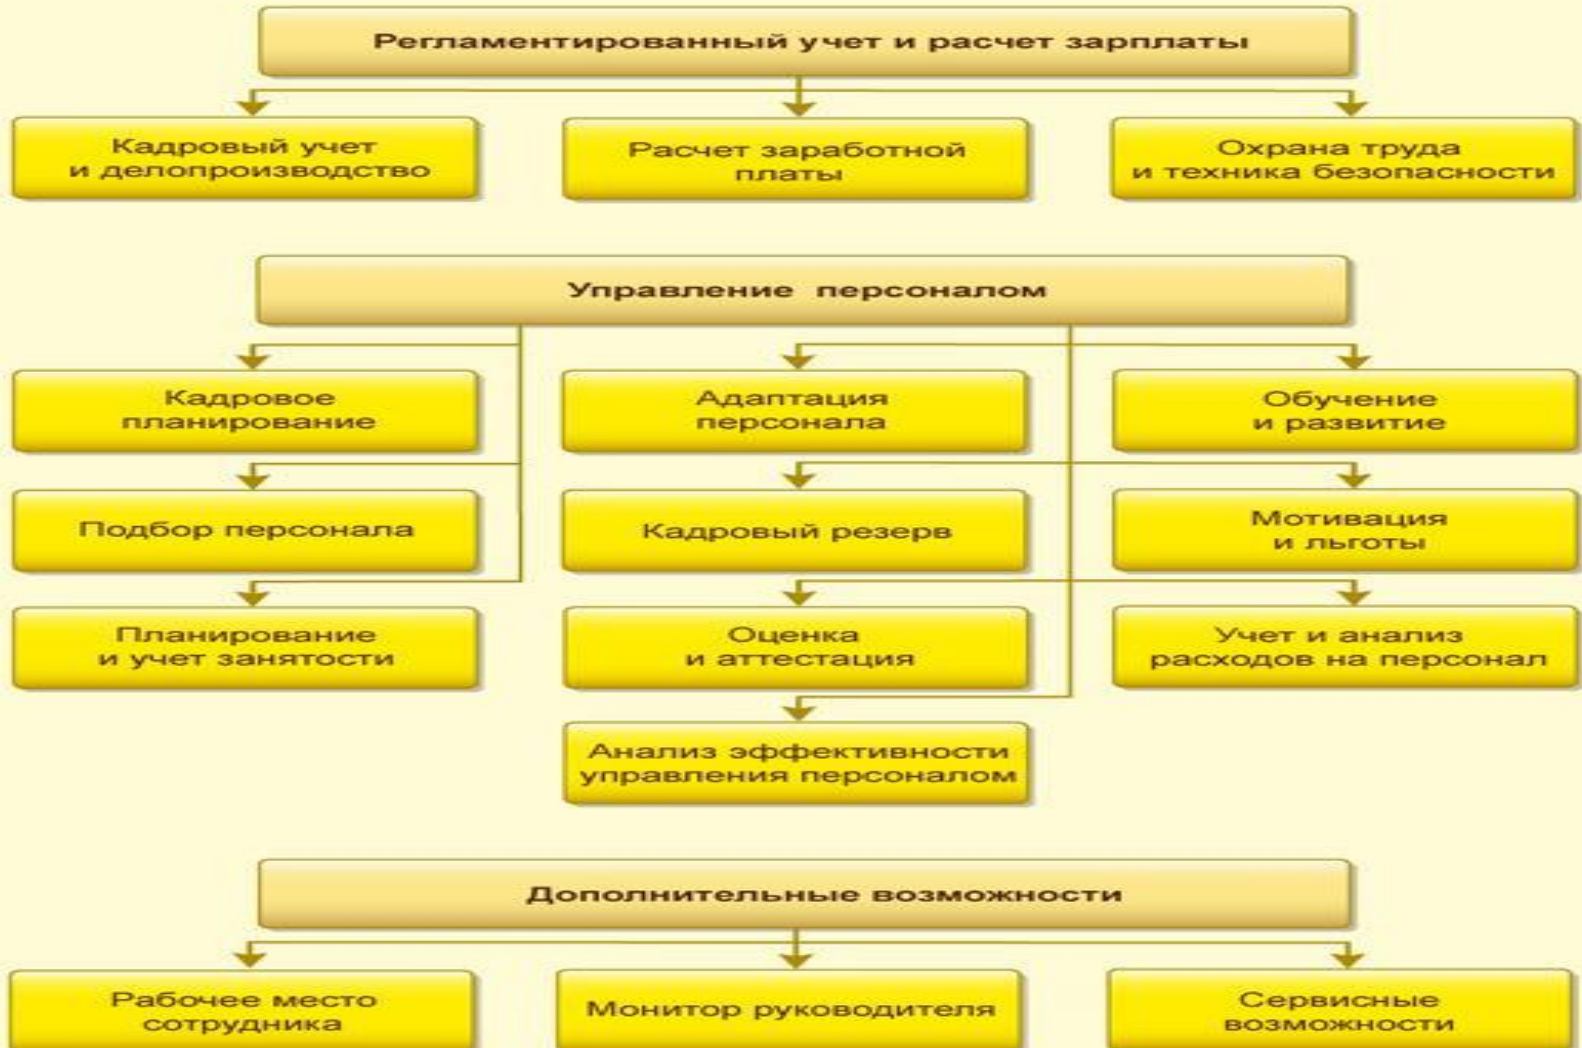 Регламентированный учет и расчет зарплаты
Кадровый учет
и делопроизводство
Расчет заработной
платы
Охрана труда
и техника безопасности
Управление персоналом
Кадровое
планирование
Адаптация
персонала
Обучение
и развитие
Подбор персонала
Кадровый резерв
Мотивация
и льготы
Планирование
и учет занятости
Оценка
и аттестация
Учет и анализ
расходов на персонал
Анализ эффективности
управления персоналом
Дополнительные возможности
Рабочее место
сотрудника
Монитор руководителя
Сервисные
возможности